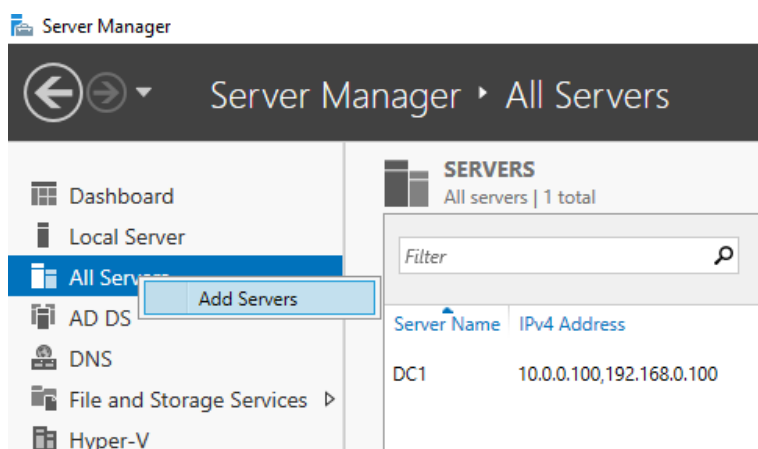 Server Manager
Server Manager ‣ All Servers
SERVERS
All servers | 1 total
Dashboard
Local Server
All Servers
Add Servers
AD DS
DNS
File and Storage Services
Hyper-V
Filter
Server Name IPv4 Address
DC1 10.0.0.100,192.168.0.100